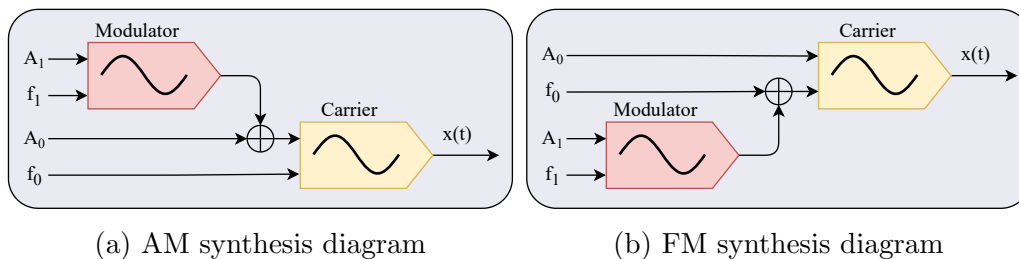 Modulator
A₁
f₁
A₀
f₀
Carrier
x(t)
(a) AM synthesis diagram
A₀
f₀
Modulator
A₁
f₁
Carrier
x(t)
(b) FM synthesis diagram